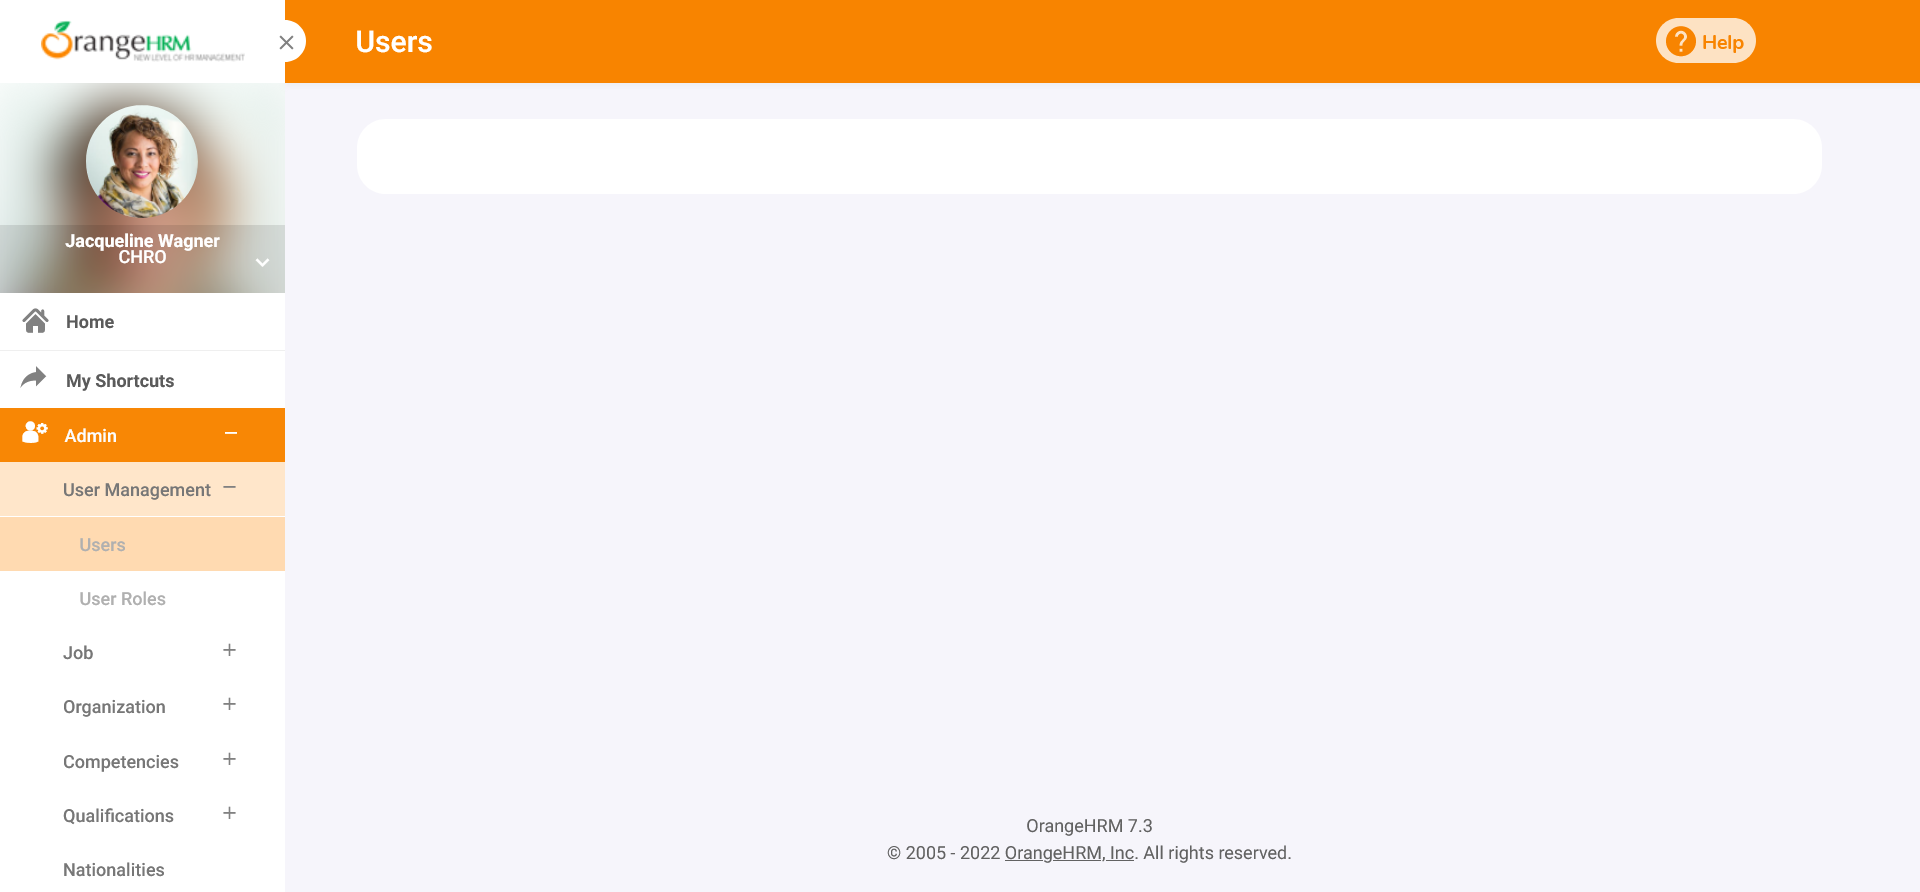 OrangeHRM
NEW LEVEL OF HR MANAGEMENT
Users
Help
Jacqueline Wagner
CHRO
Home
My Shortcuts
Admin
User Management
Users
User Roles
Job
Organization
Competencies
Qualifications
Nationalities
OrangeHRM 7.3
© 2005 - 2022 OrangeHRM, Inc. All rights reserved.